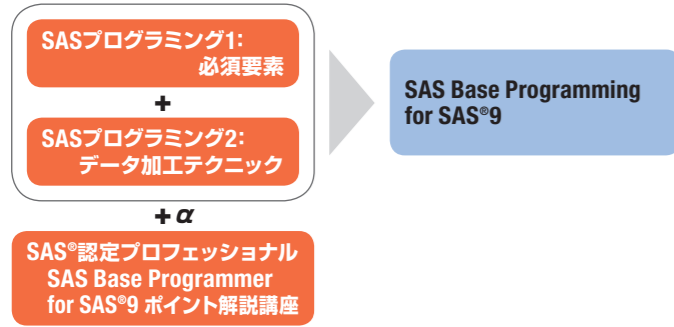 SASプログラミング1:
必須要素
+
SASプログラミング2:
データ加工テクニック
+α
SAS®認定プロフェッショナル
SAS Base Programmer
for SAS®9 ポイント解説講座
SAS Base Programming
for SAS®9